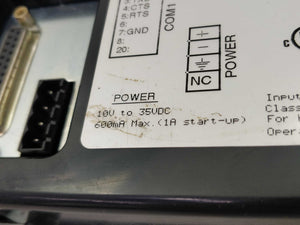 4:CTS
5:RTS
6:
7:GND
8:
20:
COM1
+
−
NC
POWER
POWER
10V to 35VDC
600mA Max.(1A start-up)
Input
Class
For
Opera